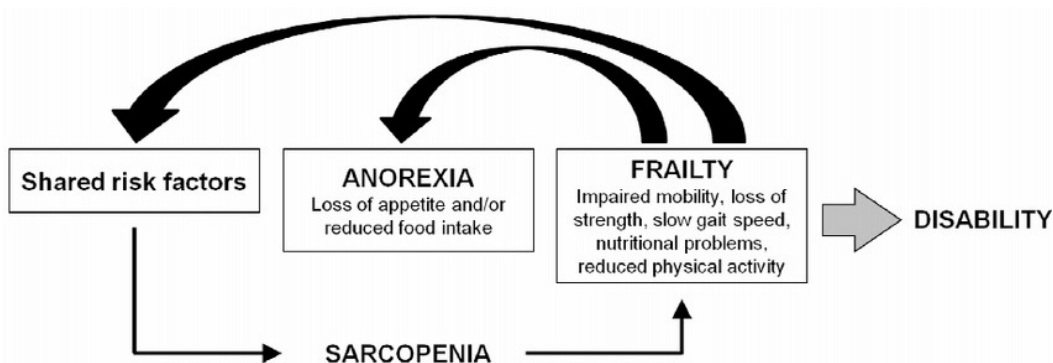 Shared risk factors
ANOREXIA
Loss of appetite and/or
reduced food intake
FRAILTY
Impaired mobility, loss of
strength, slow gait speed,
nutritional problems,
reduced physical activity
DISABILITY
SARCOPENIA